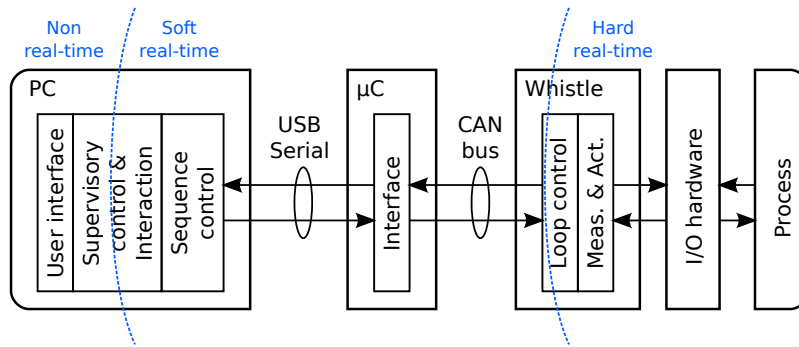 Non
real-time
Soft
real-time
Hard
real-time
PC
User interface
Supervisory
control &
Interaction
Sequence
control
USB
Serial
µC
Interface
CAN
bus
Whistle
Loop control
Meas. & Act.
I/O hardware
Process